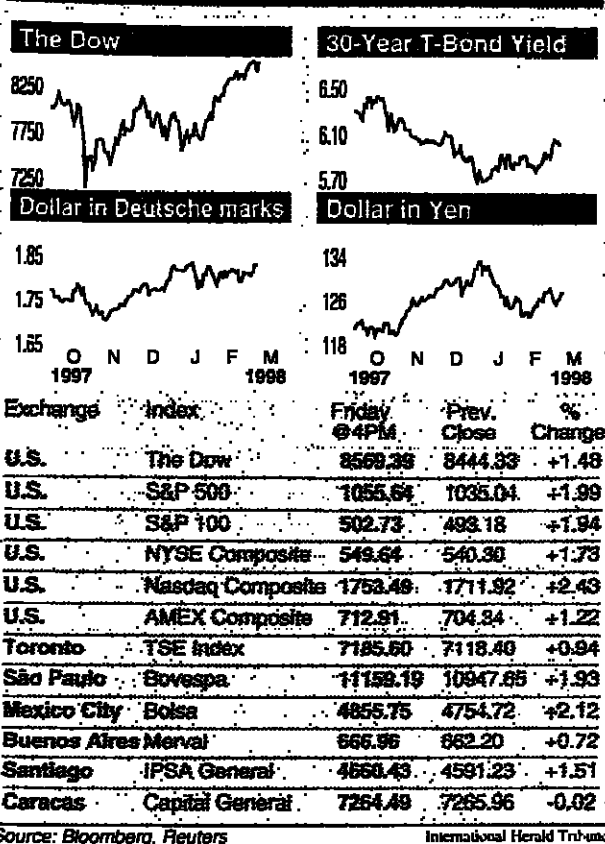 The Dow
8250
7750
7250
30-Year T-Bond Yield
6.50
6.10
5.70
Dollar in Deutsche marks
1.85
1.75
1.65
O N D J F M
1997 1998
Dollar in Yen
134
126
118
O N D J F M
1997 1998
Exchange Index Friday @4PM Prev. Close % Change
U.S. The Dow 8569.39 8444.33 +1.48
U.S. S&P 500 1055.64 1035.04 +1.99
U.S. S&P 100 502.73 493.18 +1.94
U.S. NYSE Composite 549.64 540.30 +1.73
U.S. Nasdaq Composite 1753.49 1711.92 +2.43
U.S. AMEX Composite 712.91 704.34 +1.22
Toronto TSE Index 7185.60 7118.40 +0.94
São Paulo Bovespa 11159.19 10947.65 +1.93
Mexico City Bolsa 4855.75 4754.72 +2.12
Buenos Aires Merval 666.96 662.20 +0.72
Santiago IPSA General 4660.43 4591.23 +1.51
Caracas Capital General 7264.49 7265.96 -0.02
Source: Bloomberg, Reuters
International Herald Tribune